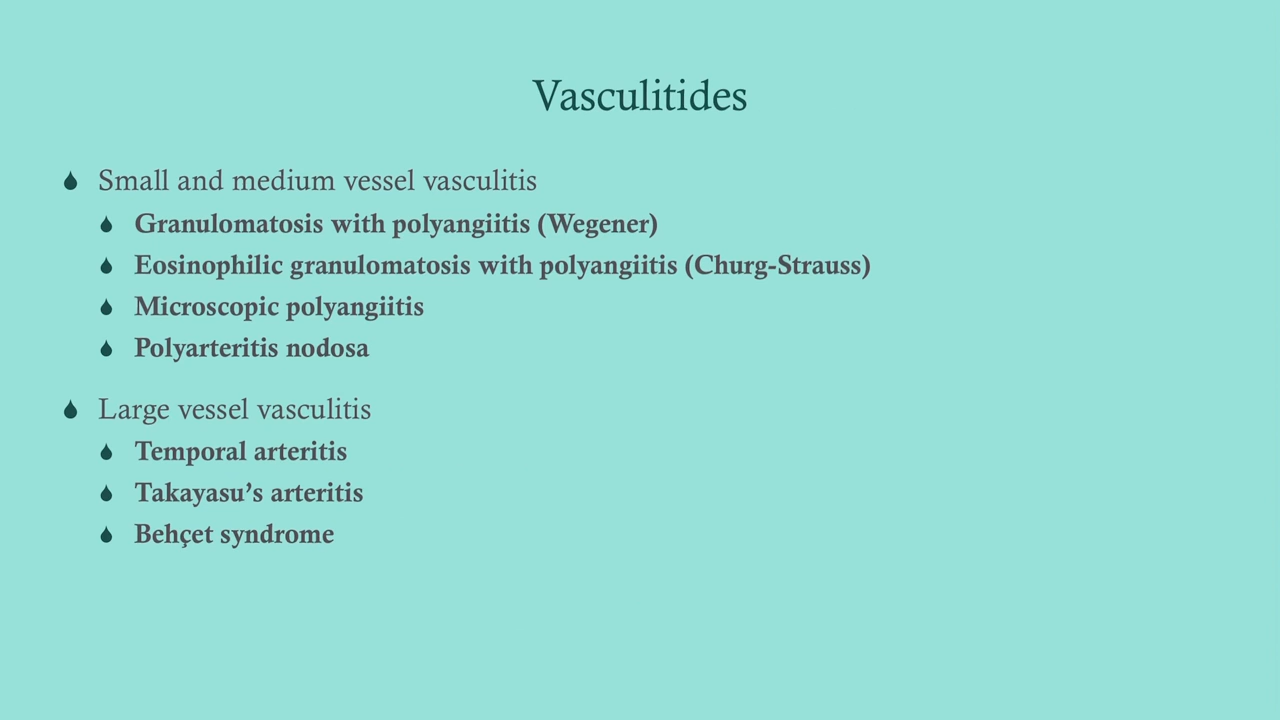 Vasculitides
Small and medium vessel vasculitis
Granulomatosis with polyangiitis (Wegener)
Eosinophilic granulomatosis with polyangiitis (Churg-Strauss)
Microscopic polyangiitis
Polyarteritis nodosa
Large vessel vasculitis
Temporal arteritis
Takayasu’s arteritis
Behçet syndrome